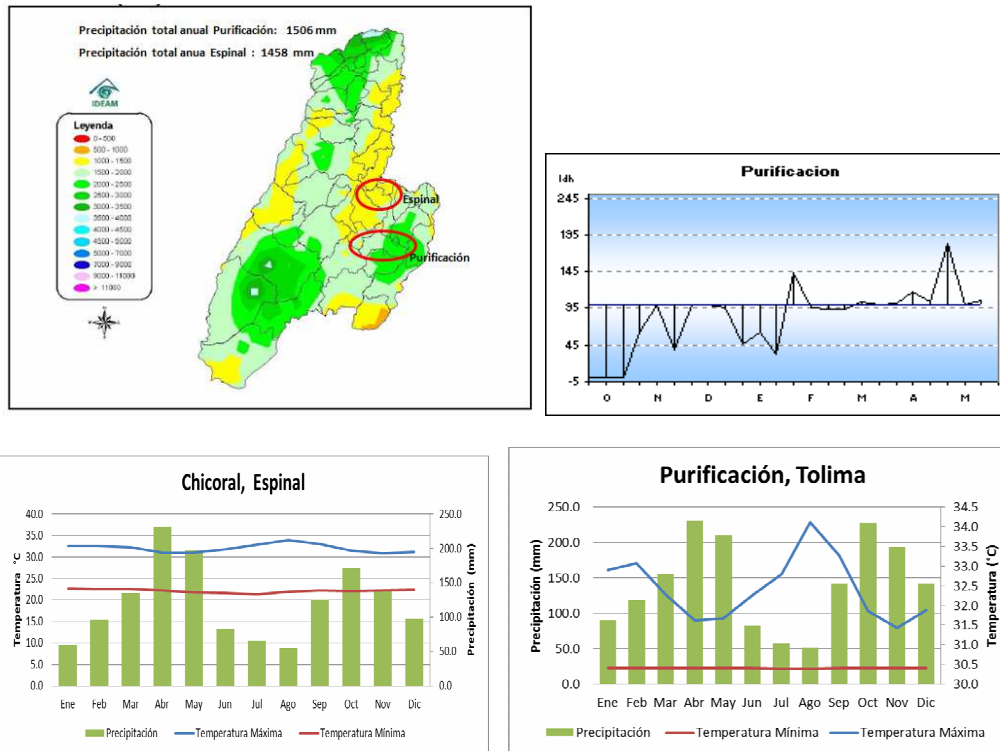 Precipitación total anual Purificación: 1506 mm
Precipitación total anua Espinal : 1458 mm
IDEAM
Leyenda
0 - 500
500 - 1000
1000 - 1500
1500 - 2000
2000 - 2500
2500 - 3000
3000 - 3500
3500 - 4000
4000 - 4500
4500 - 5000
5000 - 7000
7000 - 9000
9000 - 11000
> 11000
Espinal
Purificación
Purificacion
Idh
245
195
145
95
45
-5
O N D E F M A M
Chicoral, Espinal
Temperatura °C
40.0
35.0
30.0
25.0
20.0
15.0
10.0
5.0
0.0
250.0
200.0
150.0
100.0
50.0
0.0
Precipitación (mm)
Ene Feb Mar Abr May Jun Jul Ago Sep Oct Nov Dic
Precipitación Temperatura Máxima Temperatura Mínima
Purificación, Tolima
Precipitación (mm)
250.0
200.0
150.0
100.0
50.0
0.0
34.5
34.0
33.5
33.0
32.5
32.0
31.5
31.0
30.5
30.0
Temperatura (°C)
Ene Feb Mar Abr May Jun Jul Ago Sep Oct Nov Dic
Precipitación Temperatura Mínima Temperatura Máxima